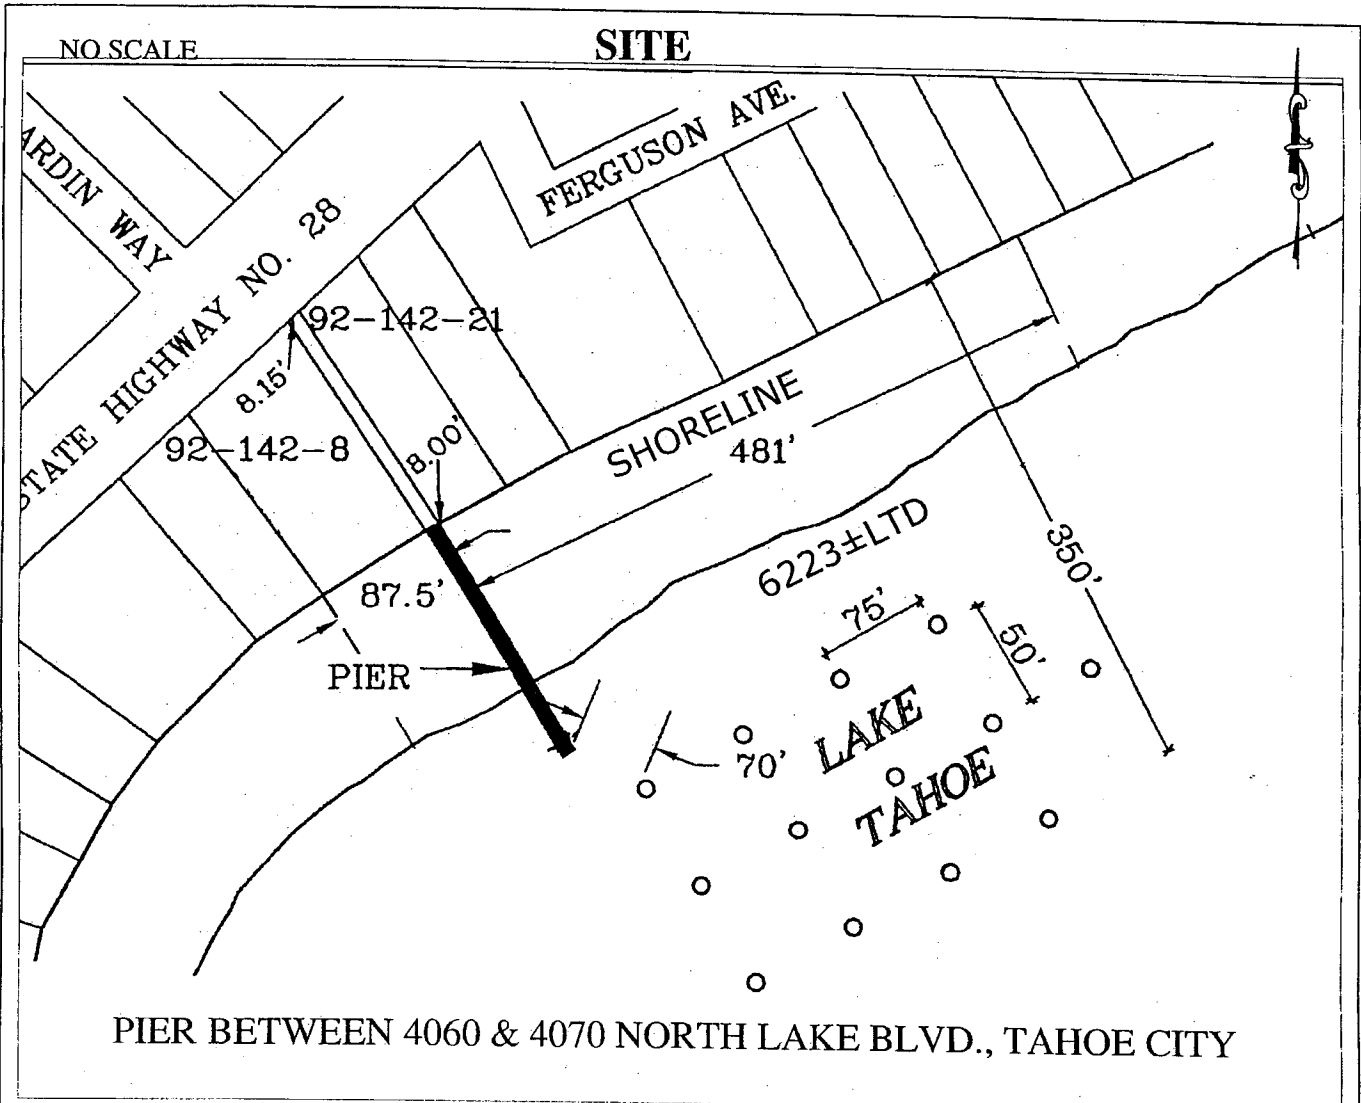 NO SCALE
SITE
ARDIN WAY
FERGUSON AVE.
STATE HIGHWAY NO. 28
92-142-21
8.15'
92-142-8
8.00'
SHORELINE
481'
6223±LTD
87.5'
350'
75'
50'
PIER
LAKE
TAHOE
70'
PIER BETWEEN 4060 & 4070 NORTH LAKE BLVD., TAHOE CITY